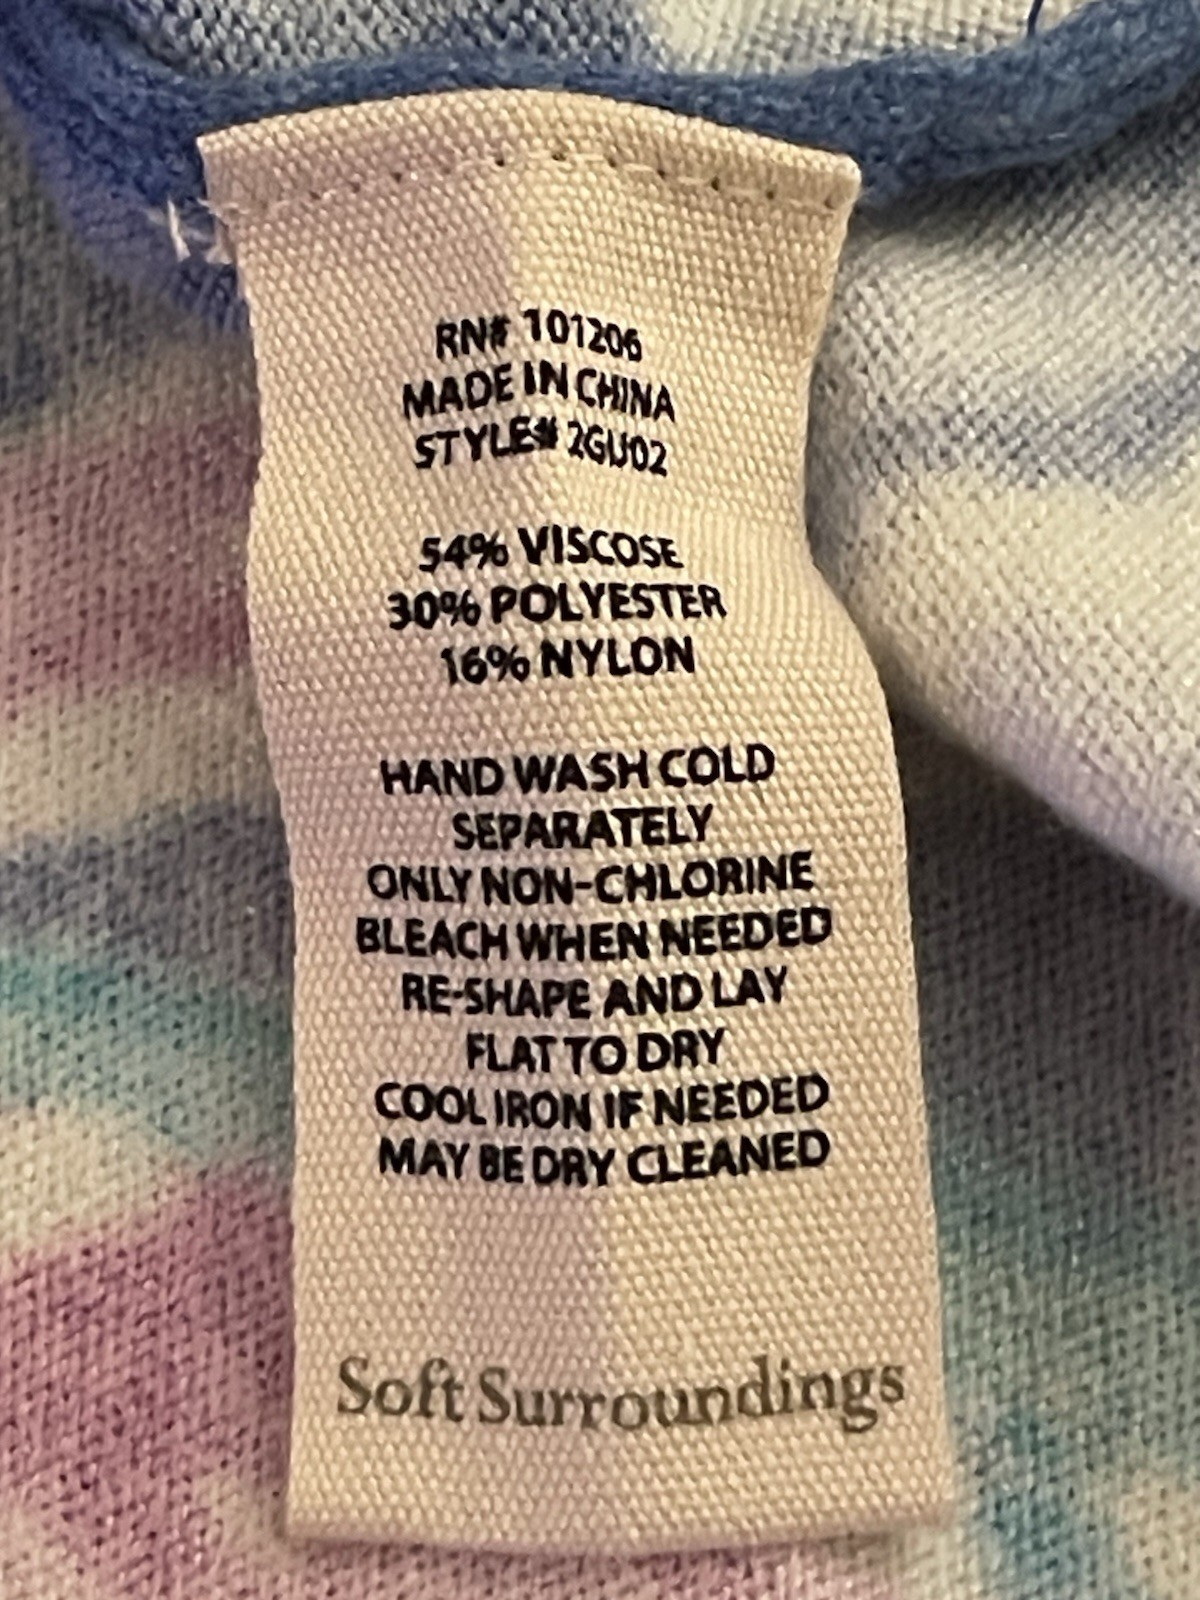 RN# 101206
MADE IN CHINA
STYLE# 2GU02
54% VISCOSE
30% POLYESTER
16% NYLON
HAND WASH COLD
SEPARATELY
ONLY NON-CHLORINE
BLEACH WHEN NEEDED
RE-SHAPE AND LAY
FLAT TO DRY
COOL IRON IF NEEDED
MAY BE DRY CLEANED
Soft Surroundings